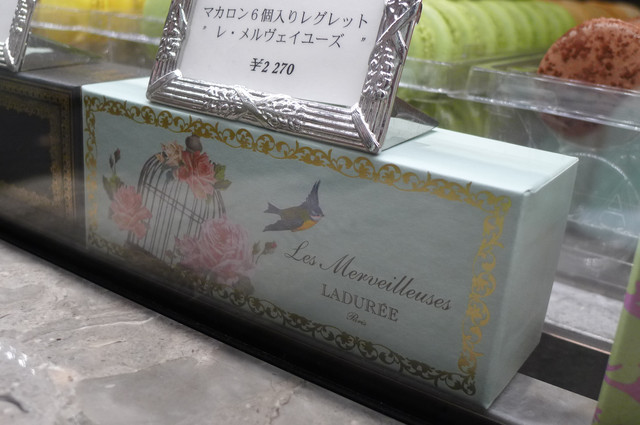 マカロン6個入りレグレット
"レ・メルヴェイユーズ"
¥2 270
Les Merveilleuses
LADURÉE
Paris